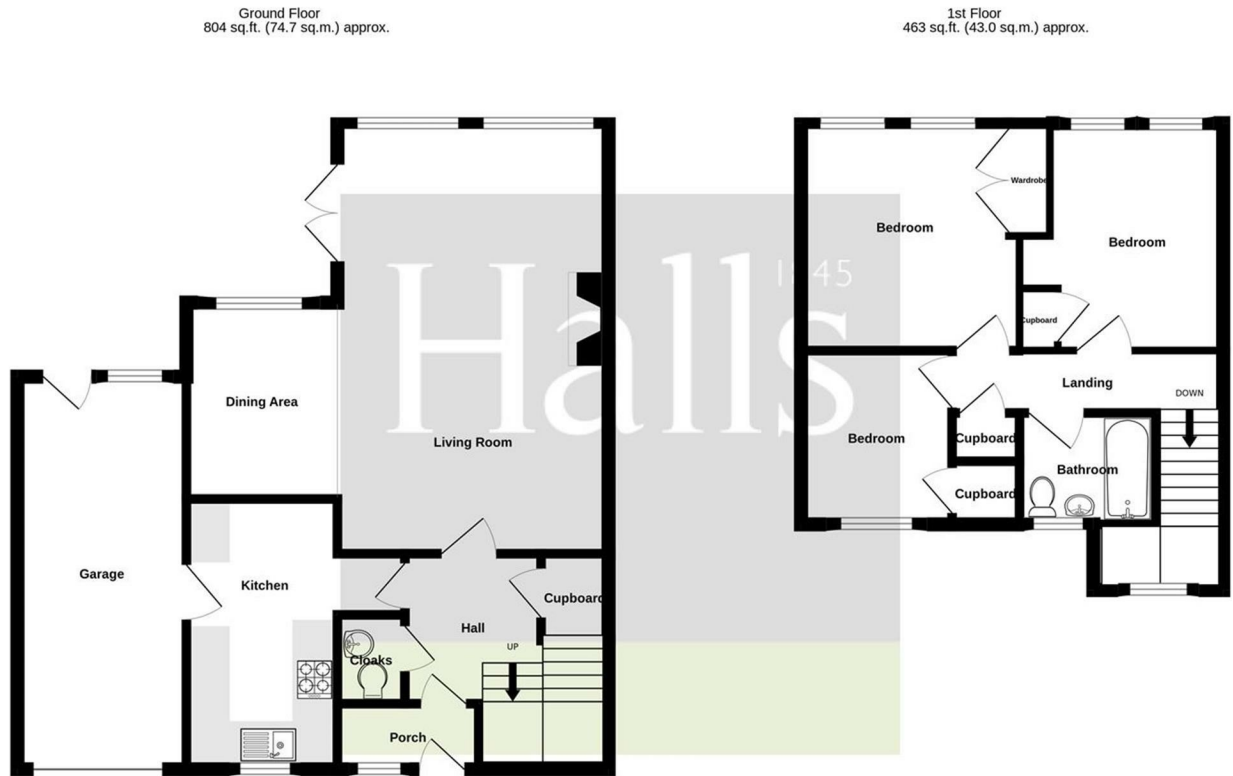 Ground Floor
804 sq.ft. (74.7 sq.m.) approx.
1st Floor
463 sq.ft. (43.0 sq.m.) approx.
Halls
1845
Dining Area
Living Room
Garage
Kitchen
Cupboard
Hall
UP
Cloaks
Porch
Wardrobe
Bedroom
Bedroom
Cupboard
Landing
DOWN
Bedroom
Cupboard
Bathroom
Cupboard